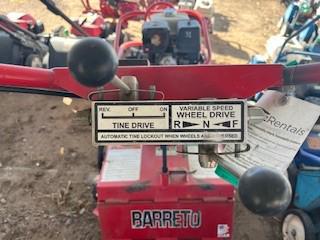 REV. OFF ON
TINE DRIVE
VARIABLE SPEED
WHEEL DRIVE
R N F
AUTOMATIC TINE LOCKOUT WHEN WHEELS ARE REVERSED
Rentals
BARRETO